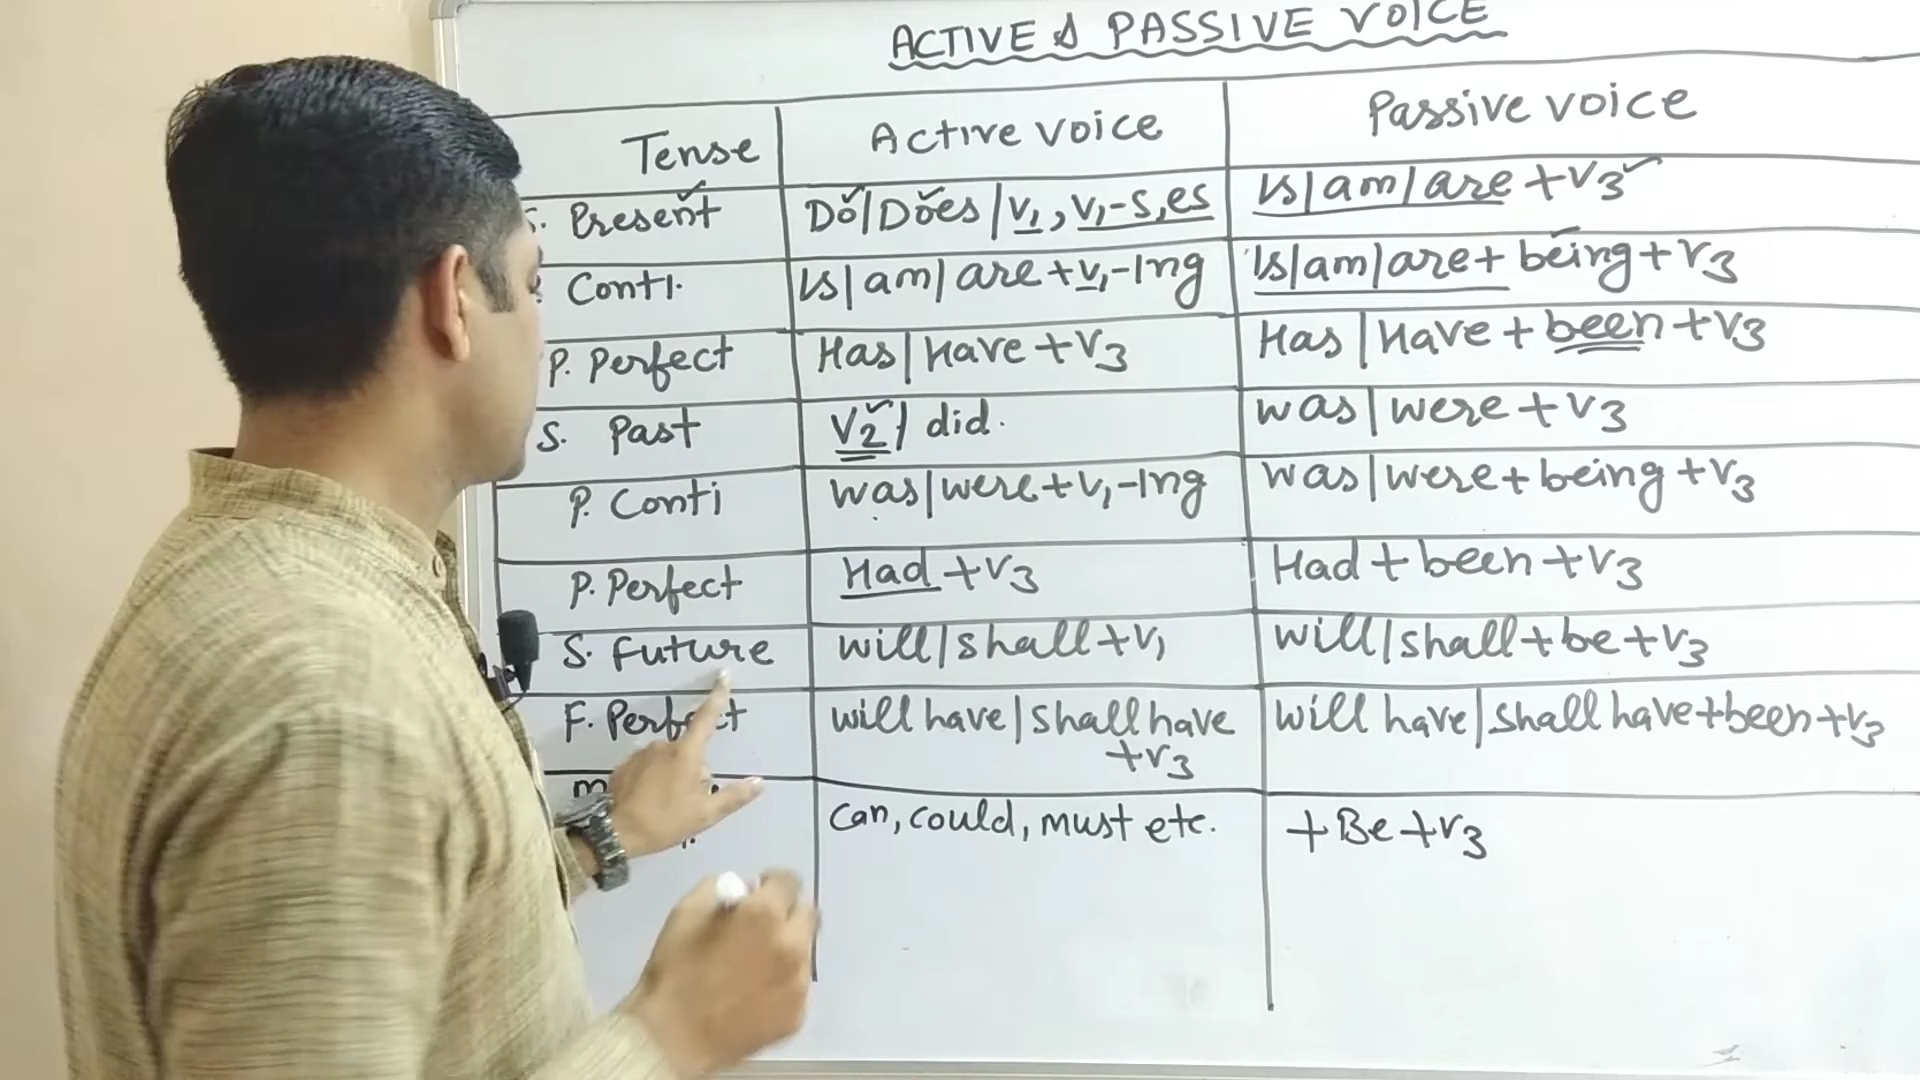 ACTIVE & PASSIVE VOICE
Tense Active voice Passive voice
S. Present Do/Does/V1, V1-s,es Is/am/are+V3
Conti. Is/am/are+V1-Ing Is/am/are+being+V3
P. Perfect Has/Have+V3 Has/Have+been+V3
S. Past V2/did. was/were+V3
P. Conti was/were+V1-Ing was/were+being+V3
P. Perfect Had+V3 Had+been+V3
S. Future will/shall+V1 will/shall+be+V3
F. Perfect will have/shall have will have/shall have+been+V3
+V3
can, could, must etc. +Be+V3